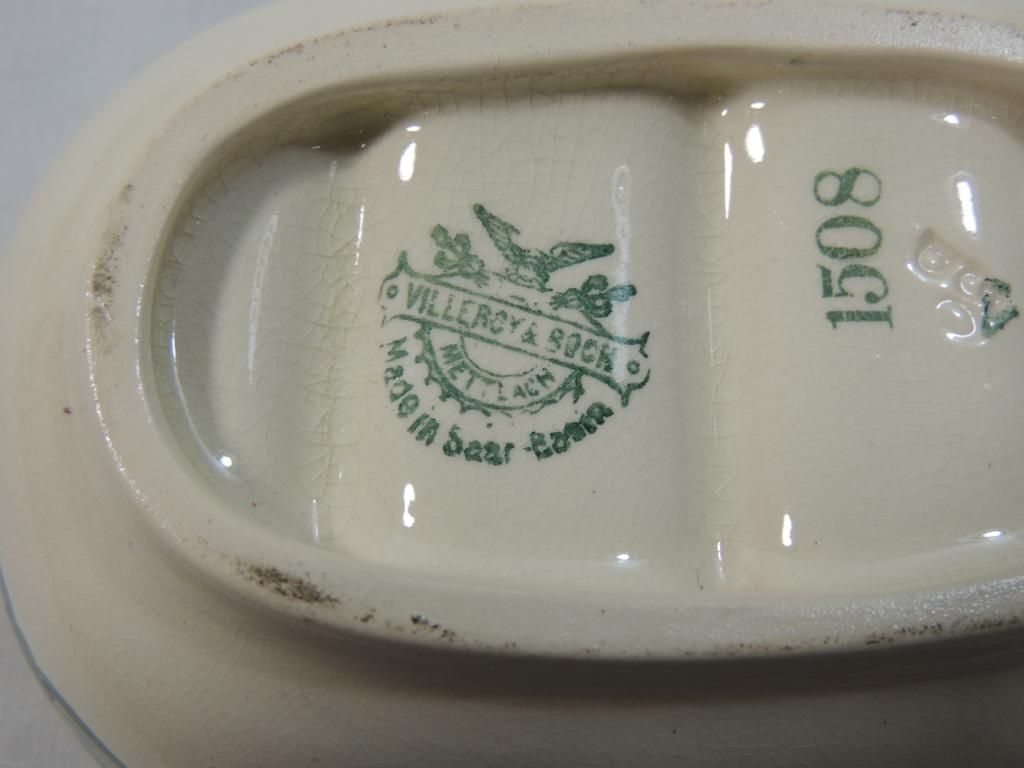 VILLEROY & BOCH
METTLACH
Made in Saar-Basin
1508